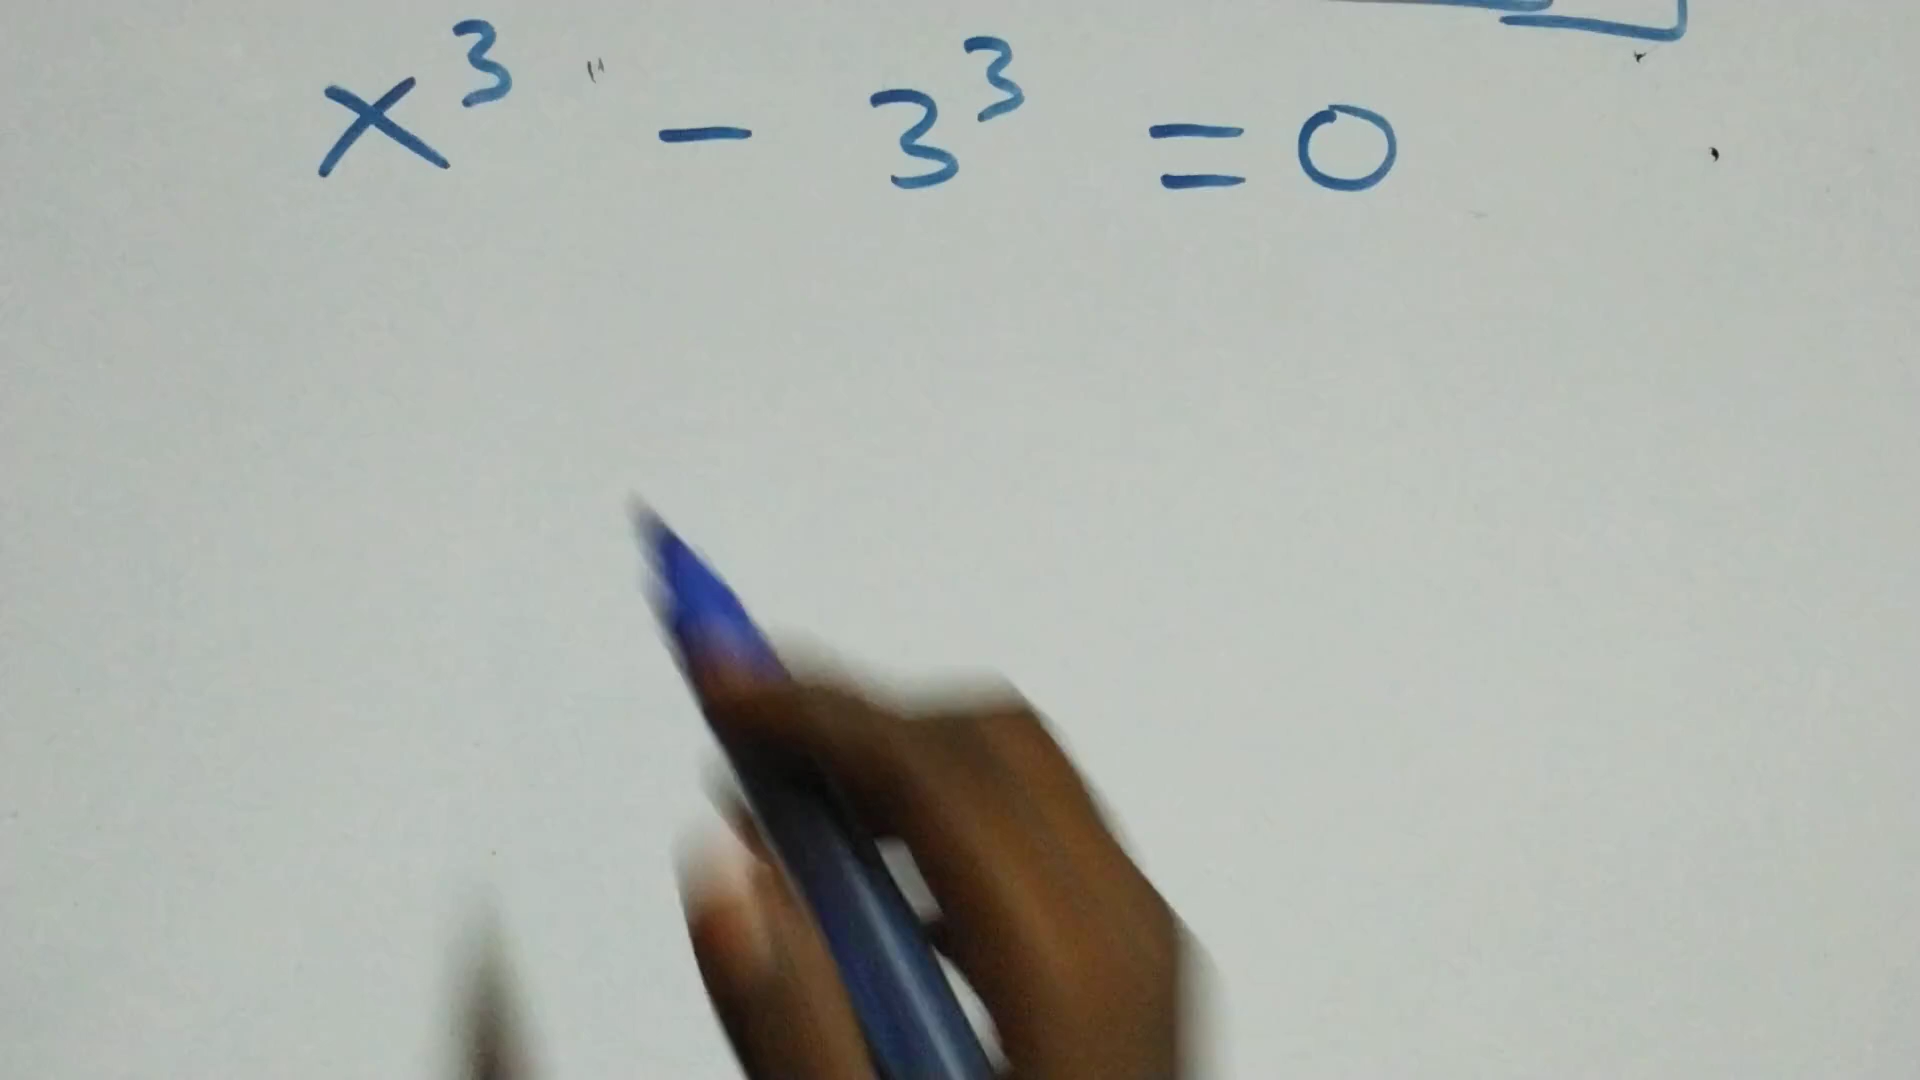 x³ - 3³ = 0